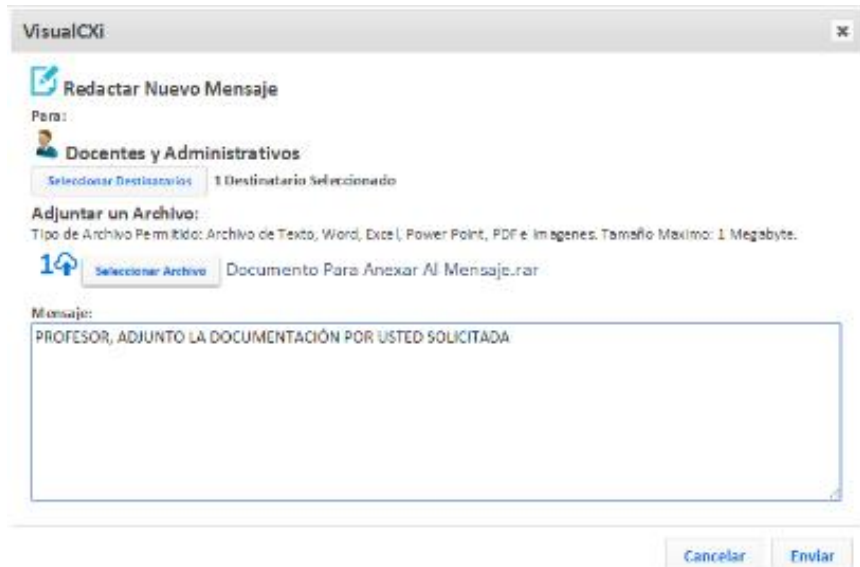 VisualCXi
Redactar Nuevo Mensaje
Para:
Docentes y Administrativos
Seleccionar Destinatarios 1 Destinatario Seleccionado
Adjuntar un Archivo:
Tipo de Archivo Permitido: Archivo de Texto, Word, Excel, Power Point, PDF e Imagenes. Tamaño Maximo: 1 Megabyte.
1 Seleccionar Archivo Documento Para Anexar Al Mensaje.rar
Mensaje:
PROFESOR, ADJUNTO LA DOCUMENTACIÓN POR USTED SOLICITADA
Cancelar Enviar